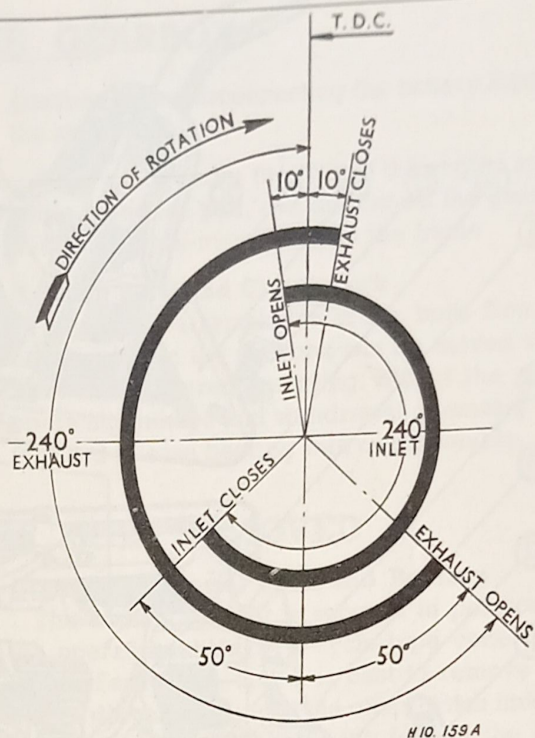 T. D. C.
DIRECTION OF ROTATION
10° 10°
EXHAUST CLOSES
INLET OPENS
240°
EXHAUST
240°
INLET
INLET CLOSES
EXHAUST OPENS
50°
50°
H10. 159A